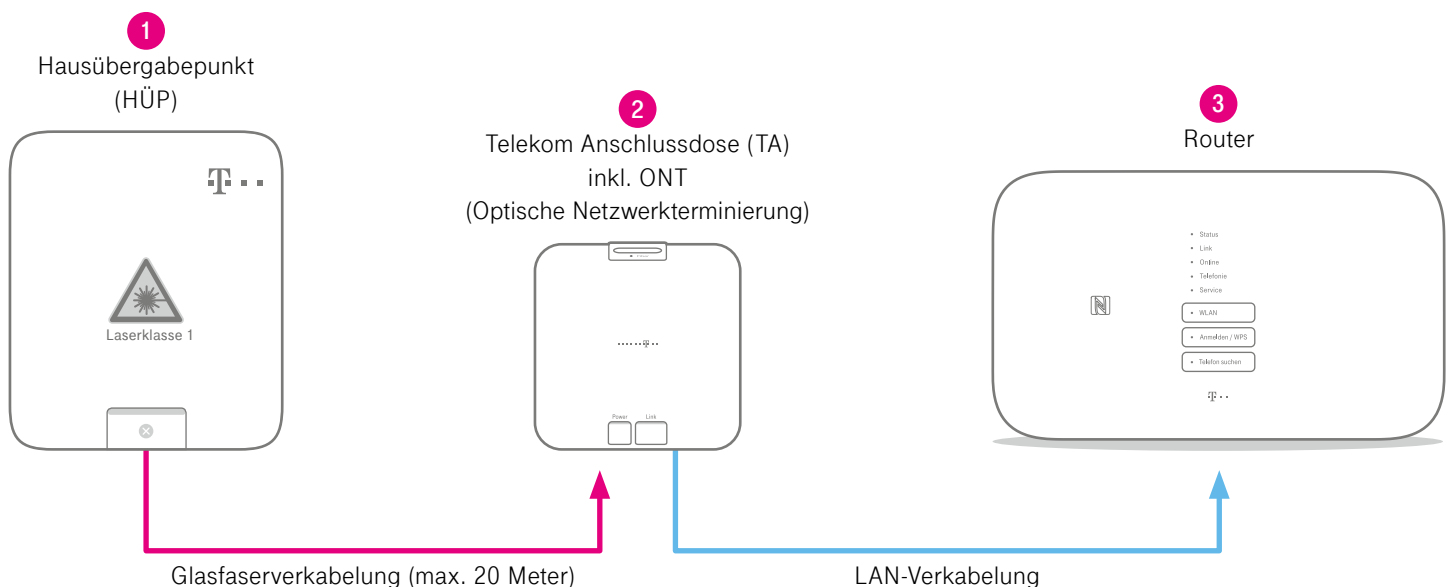 1
Hausübergabepunkt
(HÜP)
T
Laserklasse 1
2
Telekom Anschlussdose (TA)
inkl. ONT
(Optische Netzwerkterminierung)
T
Power
Link
3
Router
Status
Link
Online
Telefonie
Service
N
WLAN
Anmelden / WPS
Telefon suchen
T
Glasfaserverkabelung (max. 20 Meter)
LAN-Verkabelung